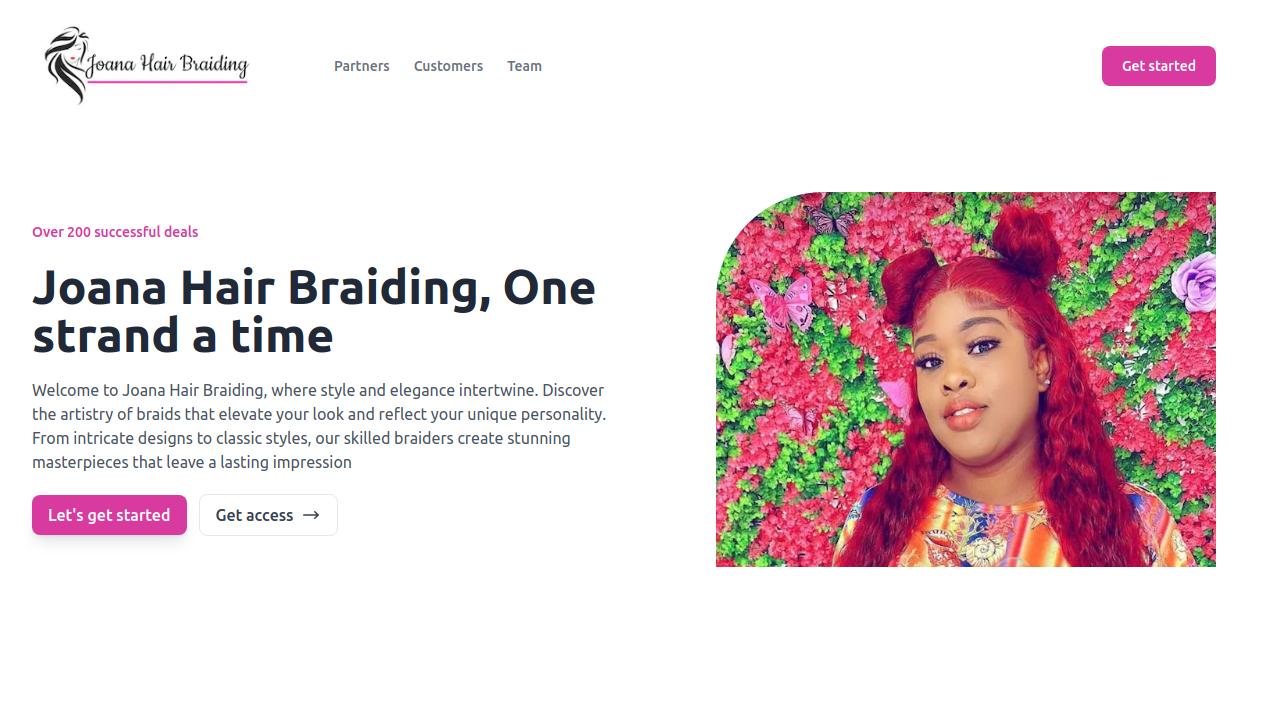 Joana Hair Braiding
Partners
Customers
Team
Get started
Over 200 successful deals
Joana Hair Braiding, One
strand a time
Welcome to Joana Hair Braiding, where style and elegance intertwine. Discover
the artistry of braids that elevate your look and reflect your unique personality.
From intricate designs to classic styles, our skilled braiders create stunning
masterpieces that leave a lasting impression
Let's get started
Get access →